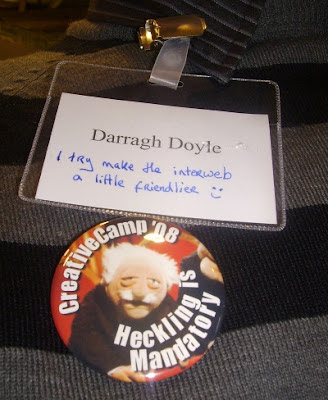 Darragh Doyle
I try make the interweb
a little friendlier :)
CreativeCamp '08
Heckling is
Mandatory